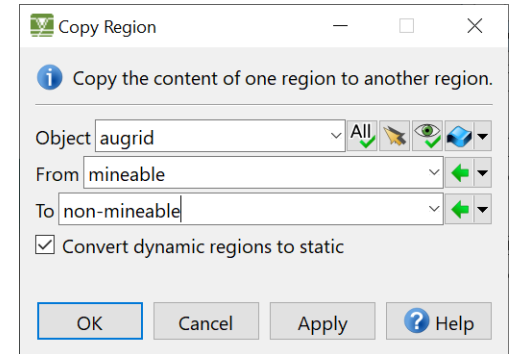 Copy Region
Copy the content of one region to another region.
Object augrid All
From mineable
To non-mineable
Convert dynamic regions to static
OK Cancel Apply Help